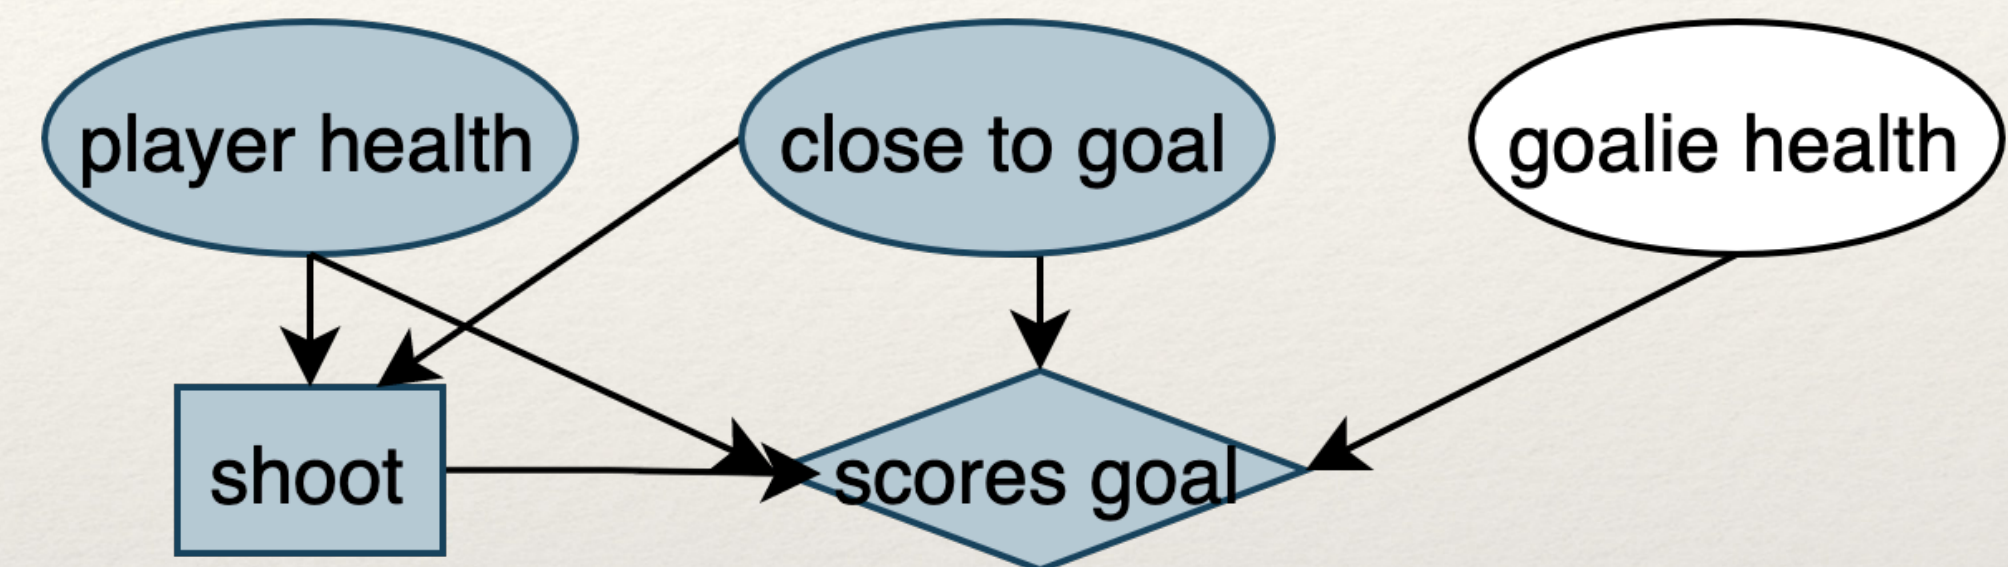 player health
close to goal
goalie health
shoot
scores goal